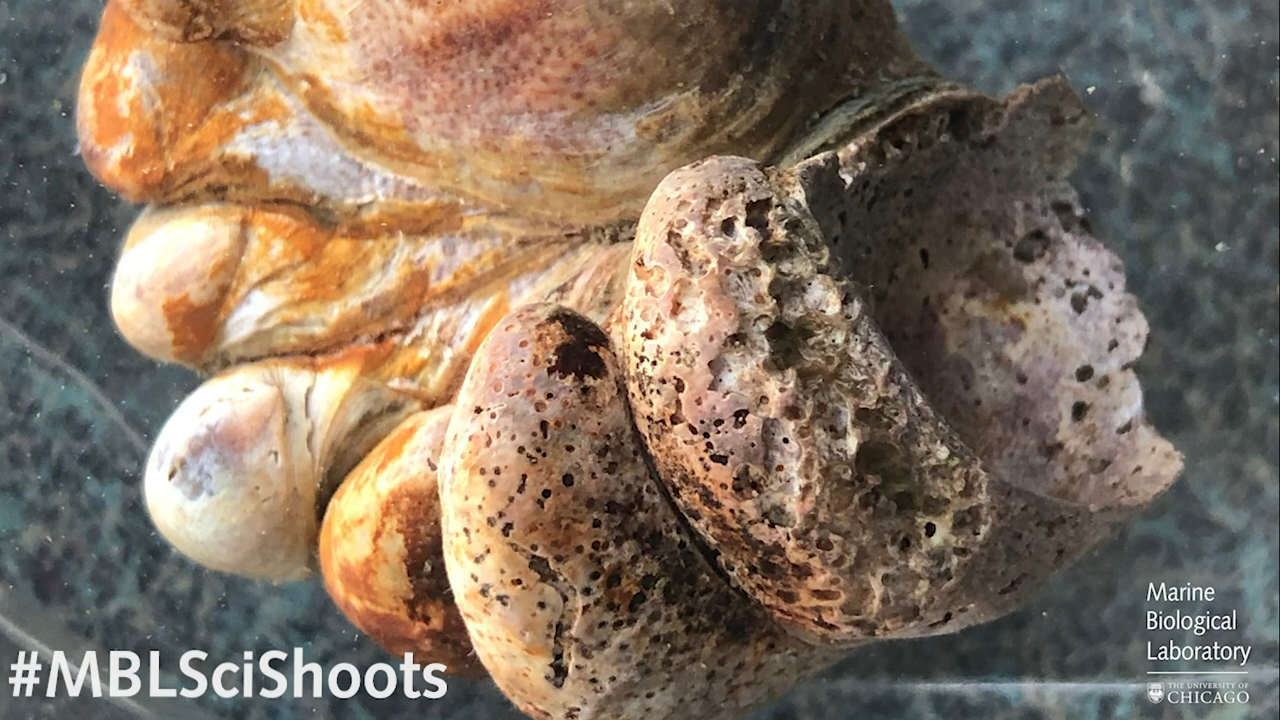 #MBLSciShoots
Marine
Biological
Laboratory
THE UNIVERSITY OF
CHICAGO